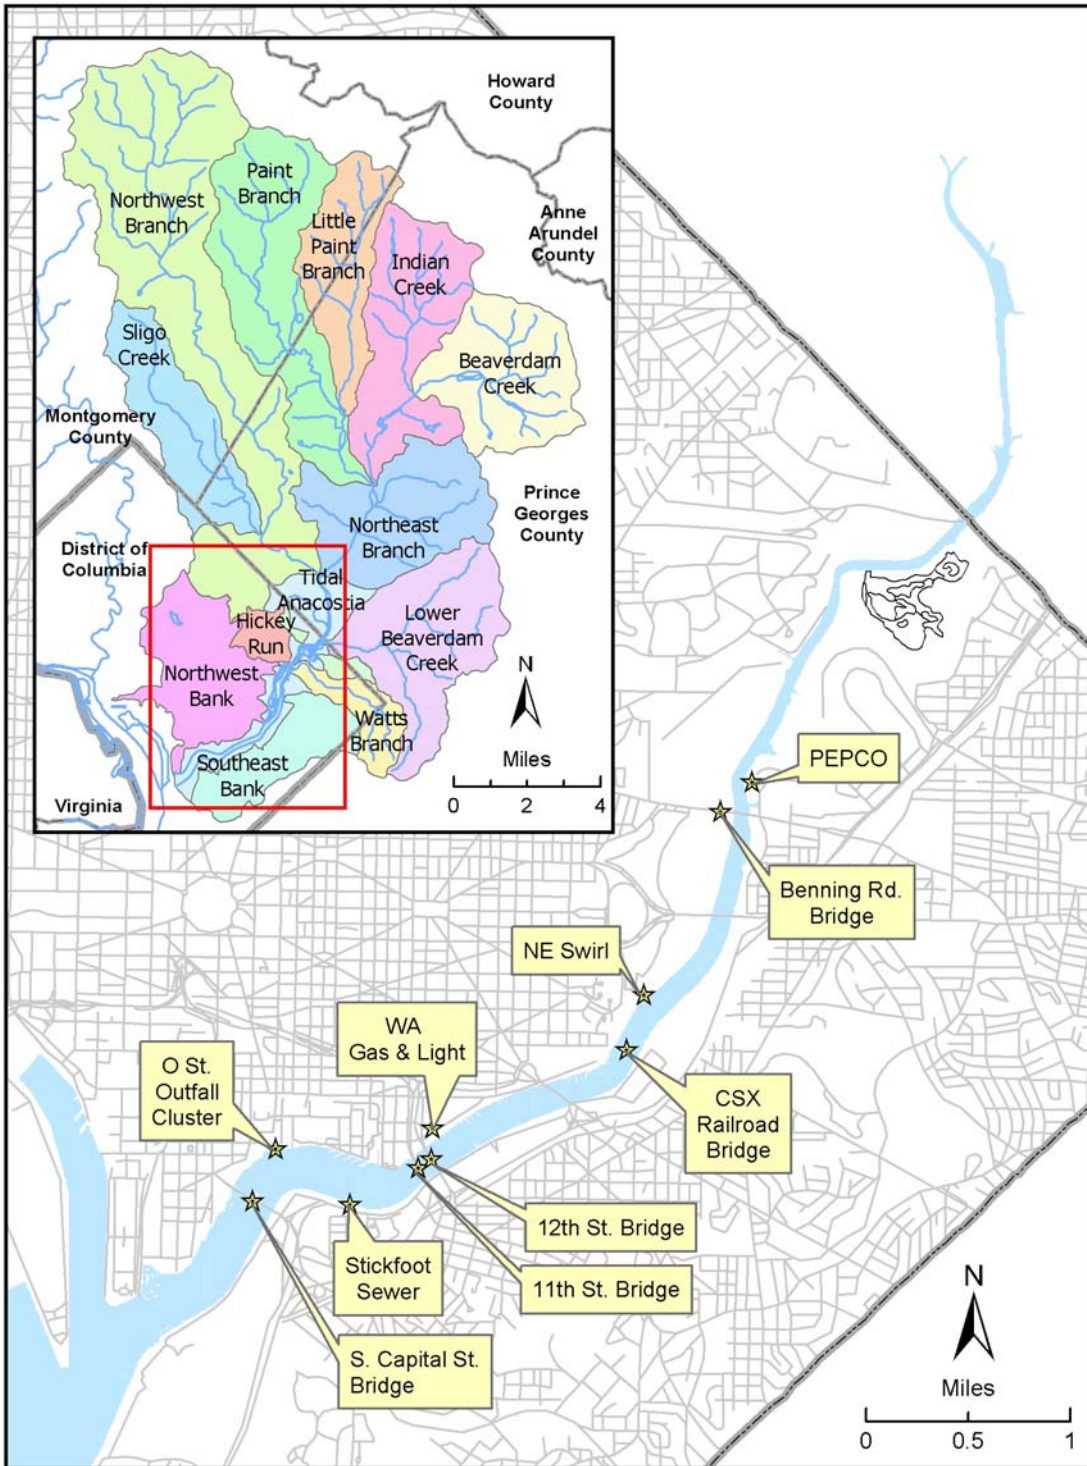 Howard
County
Paint
Branch
Northwest
Branch
Little
Paint
Branch
Anne
Arundel
County
Indian
Creek
Sligo
Creek
Beaverdam
Creek
Montgomery
County
Prince
Georges
County
Northeast
Branch
District of
Columbia
Tidal
Anacostia
Hickey
Run
Lower
Beaverdam
Creek
Northwest
Bank
N
Watts
Branch
Miles
Southeast
Bank
0 2 4
Virginia
PEPCO
Benning Rd.
Bridge
NE Swirl
WA
Gas & Light
O St.
Outfall
Cluster
CSX
Railroad
Bridge
12th St. Bridge
11th St. Bridge
Stickfoot
Sewer
S. Capital St.
Bridge
N
Miles
0 0.5 1